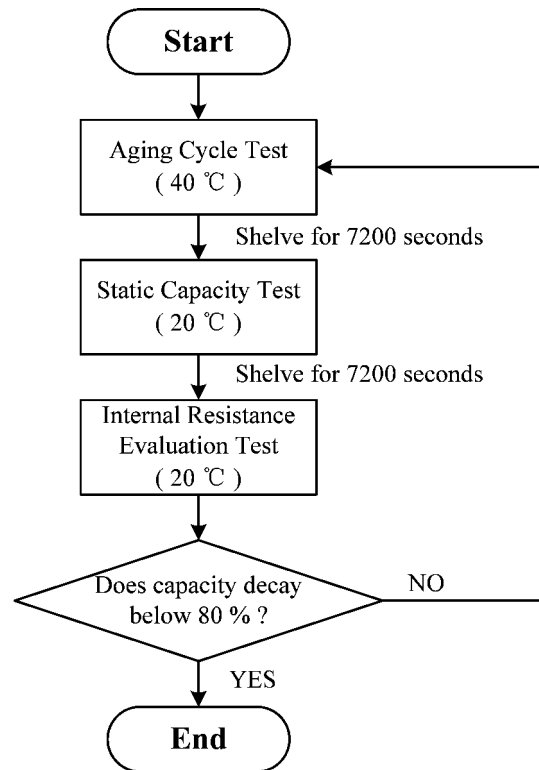 Start
Aging Cycle Test
( 40 ℃ )
Shelve for 7200 seconds
Static Capacity Test
( 20 ℃ )
Shelve for 7200 seconds
Internal Resistance
Evaluation Test
( 20 ℃ )
Does capacity decay
below 80 % ?
NO
YES
End